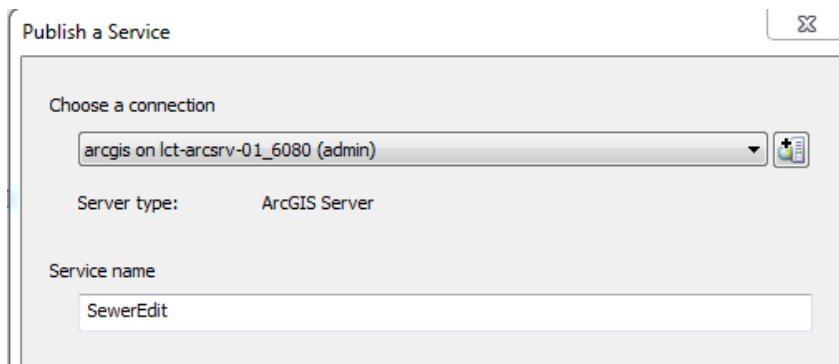 Publish a Service
Choose a connection
arcgis on lct-arcsrv-01_6080 (admin)
Server type: ArcGIS Server
Service name
SewerEdit